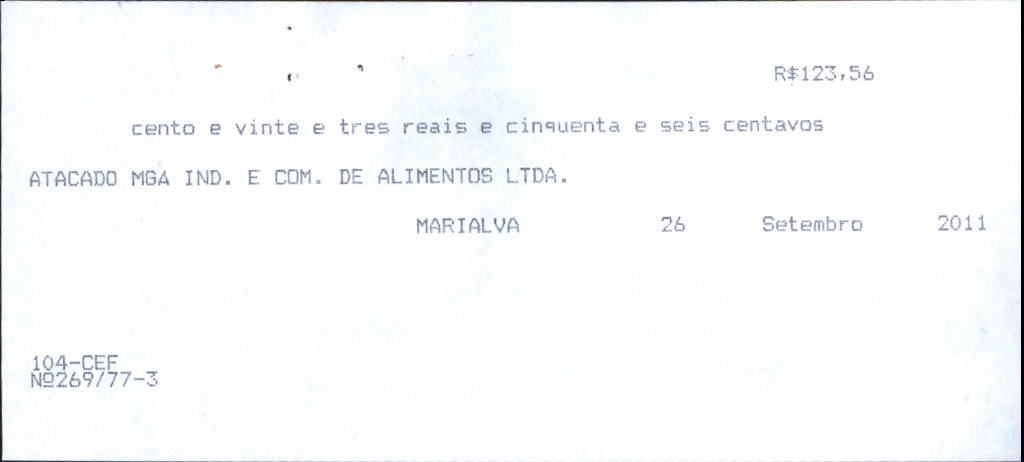 R$123,56
cento e vinte e tres reais e cinquenta e seis centavos
ATACADO MGA IND. E COM. DE ALIMENTOS LTDA.
MARIALVA 26 Setembro 2011
104-CEF
Nº269/77-3